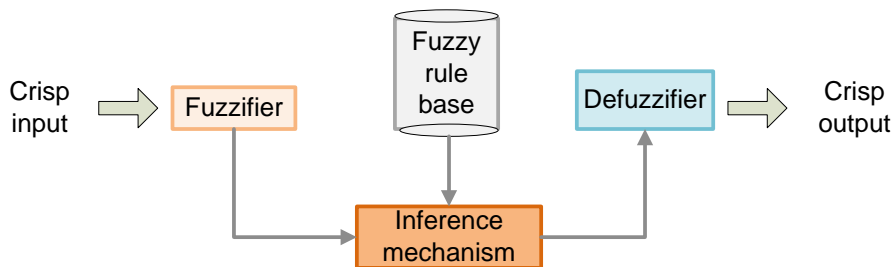 Crisp
input
Fuzzifier
Fuzzy
rule
base
Defuzzifier
Crisp
output
Inference
mechanism